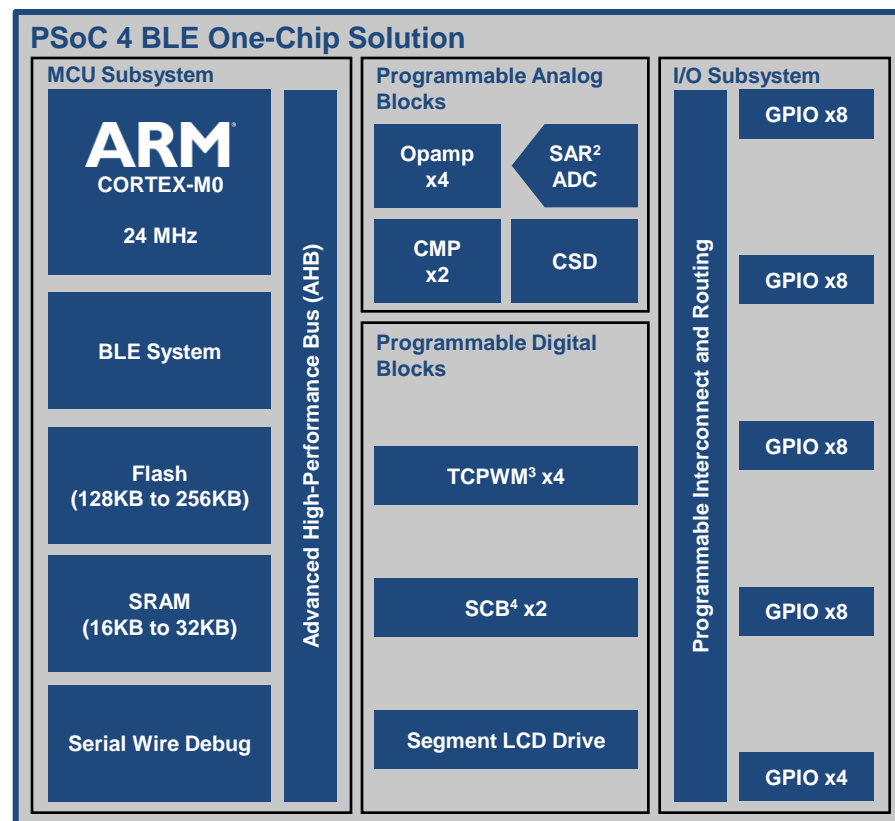 PSoC 4 BLE One-Chip Solution
MCU Subsystem
ARM®
CORTEX-M0
24 MHz
BLE System
Flash
(128KB to 256KB)
SRAM
(16KB to 32KB)
Serial Wire Debug
Advanced High-Performance Bus (AHB)
Programmable Analog
Blocks
Opamp
x4
SAR²
ADC
CMP
x2
CSD
Programmable Digital
Blocks
TCPWM³ x4
SCB⁴ x2
Segment LCD Drive
I/O Subsystem
Programmable Interconnect and Routing
GPIO x8
GPIO x8
GPIO x8
GPIO x8
GPIO x4